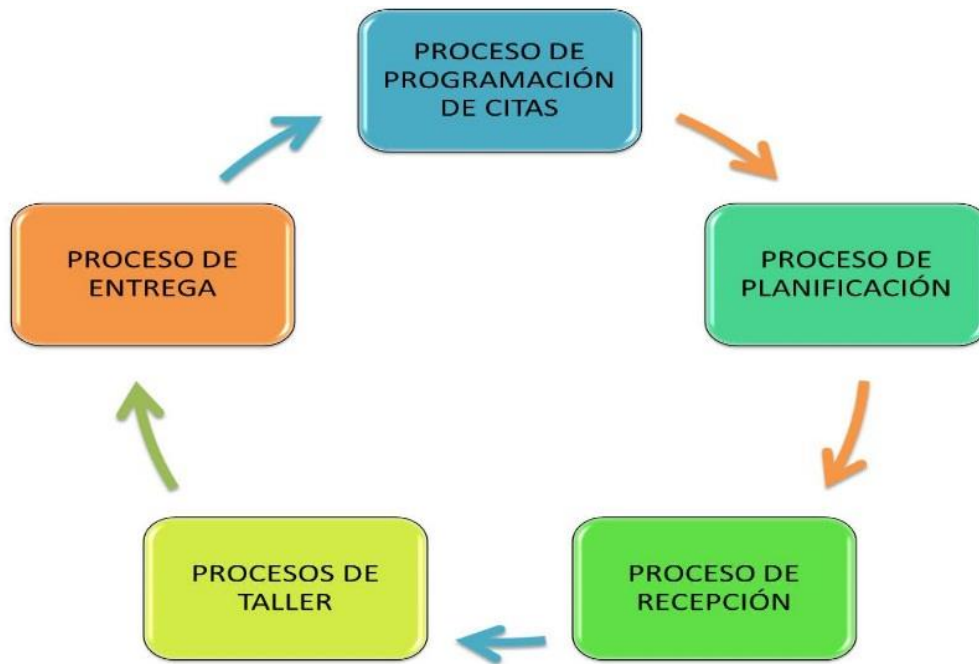 PROCESO DE
PROGRAMACIÓN
DE CITAS
PROCESO DE
PLANIFICACIÓN
PROCESO DE
RECEPCIÓN
PROCESOS DE
TALLER
PROCESO DE
ENTREGA